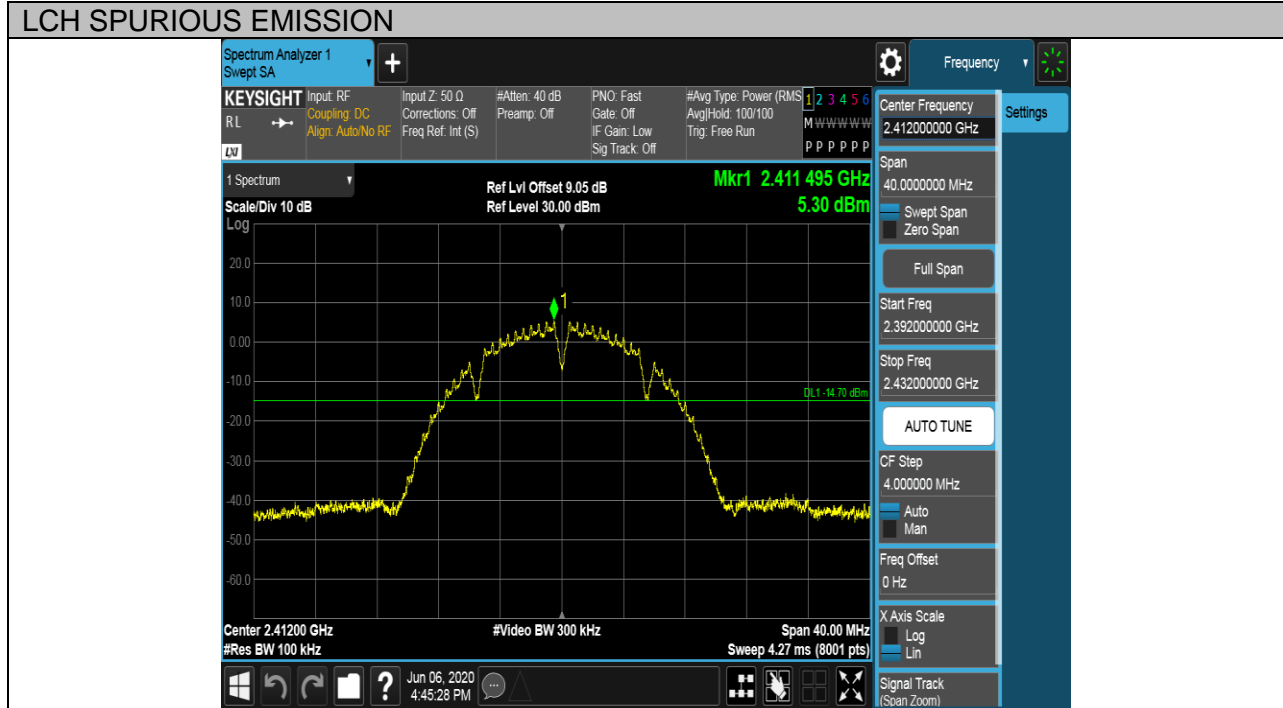 LCH SPURIOUS EMISSION
Spectrum Analyzer 1
Swept SA
+
Frequency
KEYSIGHT
RL
LXI
Input: RF
Coupling: DC
Align: Auto/No RF
Input Z: 50 Ω
Corrections: Off
Freq Ref: Int (S)
#Atten: 40 dB
Preamp: Off
PNO: Fast
Gate: Off
IF Gain: Low
Sig Track: Off
#Avg Type: Power (RMS
Avg|Hold: 100/100
Trig: Free Run
1 2 3 4 5 6
M W W W W W
P P P P P P
1 Spectrum
Scale/Div 10 dB
Ref Lvl Offset 9.05 dB
Ref Level 30.00 dBm
Mkr1 2.411 495 GHz
5.30 dBm
Log
20.0
10.0
0.00
-10.0
-20.0
-30.0
-40.0
-50.0
-60.0
1
DL1 -14.70 dBm
Center 2.41200 GHz
#Res BW 100 kHz
#Video BW 300 kHz
Span 40.00 MHz
Sweep 4.27 ms (8001 pts)
Center Frequency
2.412000000 GHz
Settings
Span
40.0000000 MHz
Swept Span
Zero Span
Full Span
Start Freq
2.392000000 GHz
Stop Freq
2.432000000 GHz
AUTO TUNE
CF Step
4.000000 MHz
Auto
Man
Freq Offset
0 Hz
X Axis Scale
Log
Lin
Signal Track
(Span Zoom)
?
Jun 06, 2020
4:45:28 PM